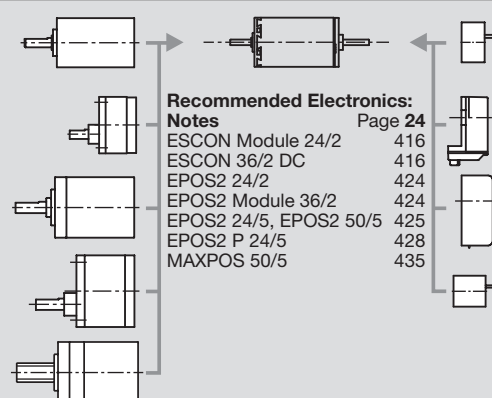 Recommended Electronics:
Notes Page 24
ESCON Module 24/2 416
ESCON 36/2 DC 416
EPOS2 24/2 424
EPOS2 Module 36/2 424
EPOS2 24/5, EPOS2 50/5 425
EPOS2 P 24/5 428
MAXPOS 50/5 435